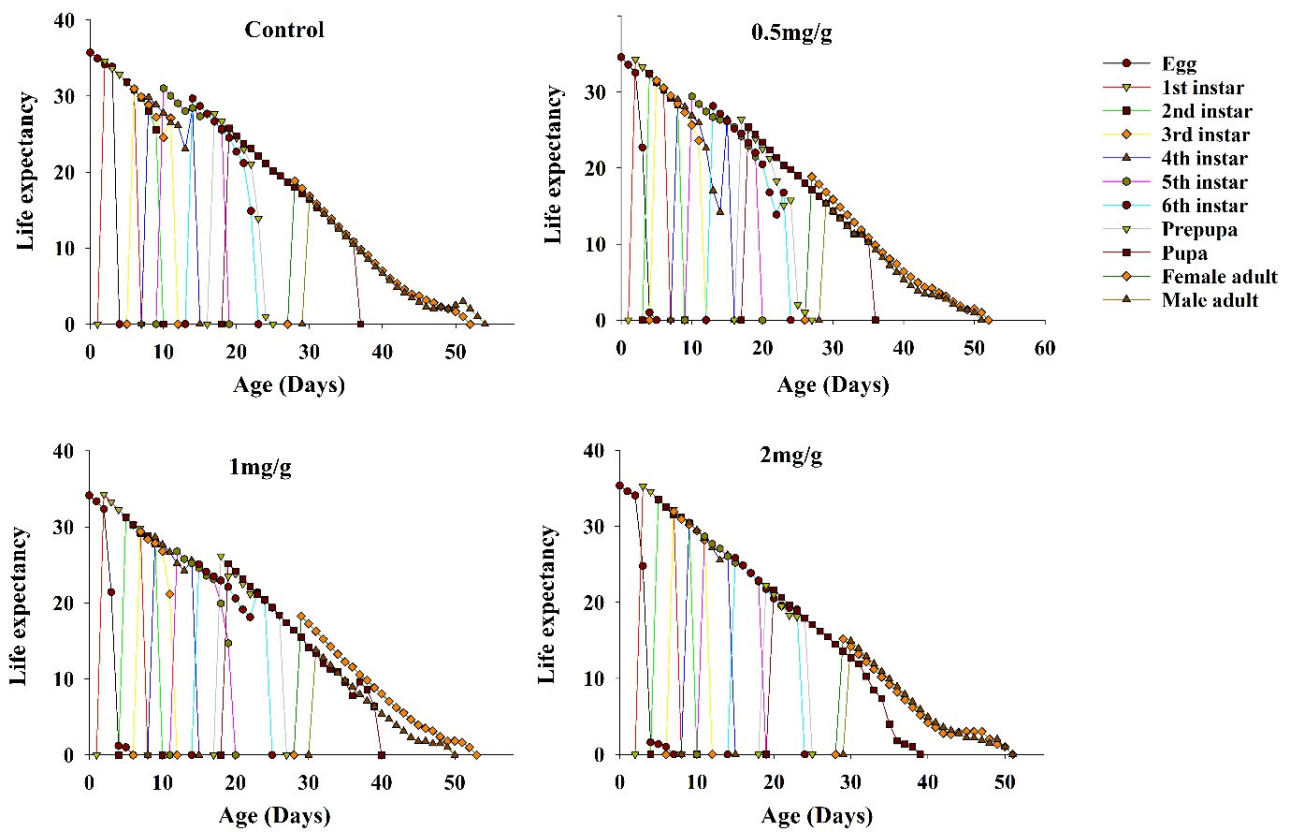 Control
40
30
20
10
0
Life expectancy
0 10 20 30 40 50
Age (Days)
0.5mg/g
30
20
10
0
Life expectancy
0 10 20 30 40 50 60
Age (Days)
Egg
1st instar
2nd instar
3rd instar
4th instar
5th instar
6th instar
Prepupa
Pupa
Female adult
Male adult
1mg/g
40
30
20
10
0
Life expectancy
0 10 20 30 40 50
Age (Days)
2mg/g
40
30
20
10
0
Life expectancy
0 10 20 30 40 50
Age (Days)